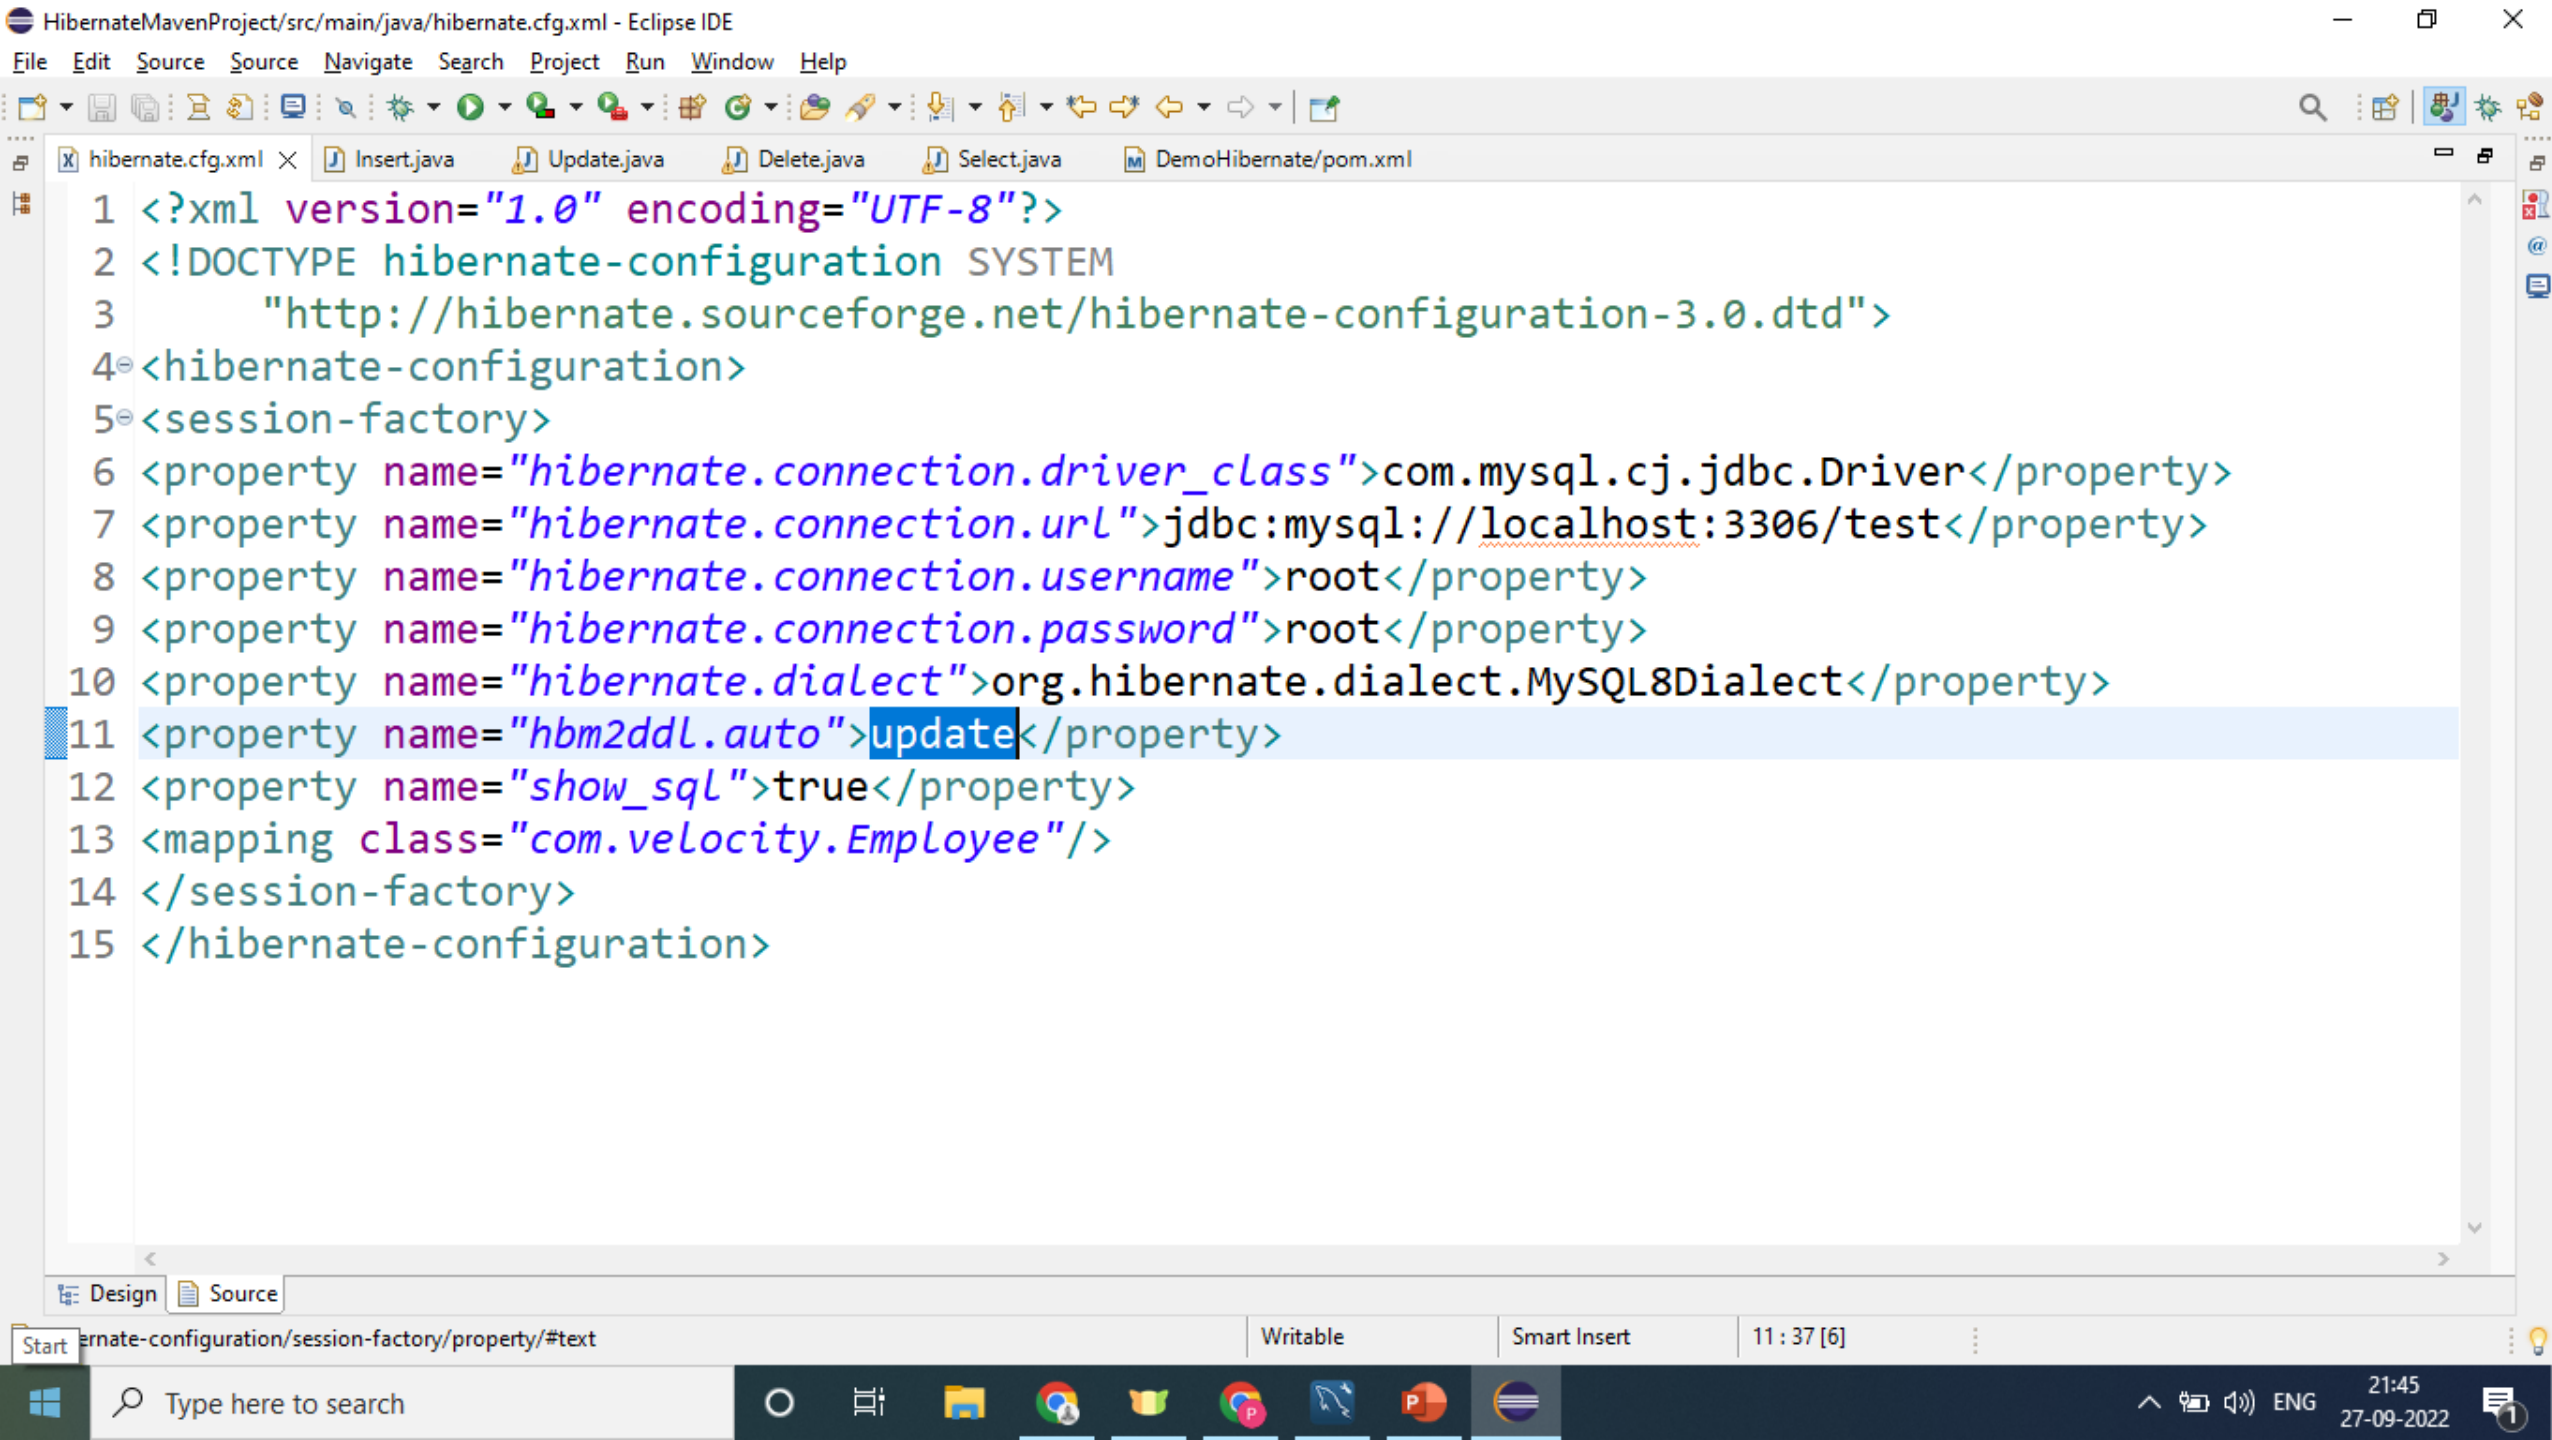 HibernateMavenProject/src/main/java/hibernate.cfg.xml - Eclipse IDE
File Edit Source Source Navigate Search Project Run Window Help
hibernate.cfg.xml Insert.java Update.java Delete.java Select.java DemoHibernate/pom.xml
1 <?xml version="1.0" encoding="UTF-8"?>
2 <!DOCTYPE hibernate-configuration SYSTEM
3 "http://hibernate.sourceforge.net/hibernate-configuration-3.0.dtd">
4 <hibernate-configuration>
5 <session-factory>
6 <property name="hibernate.connection.driver_class">com.mysql.cj.jdbc.Driver</property>
7 <property name="hibernate.connection.url">jdbc:mysql://localhost:3306/test</property>
8 <property name="hibernate.connection.username">root</property>
9 <property name="hibernate.connection.password">root</property>
10 <property name="hibernate.dialect">org.hibernate.dialect.MySQL8Dialect</property>
11 <property name="hbm2ddl.auto">update</property>
12 <property name="show_sql">true</property>
13 <mapping class="com.velocity.Employee"/>
14 </session-factory>
15 </hibernate-configuration>
Design Source
Start ernate-configuration/session-factory/property/#text Writable Smart Insert 11 : 37 [6]
Type here to search ENG 21:45
27-09-2022 1